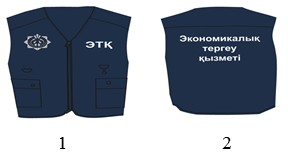 ЭТҚ
Экономикалық
тергеу
қызметі
1
2